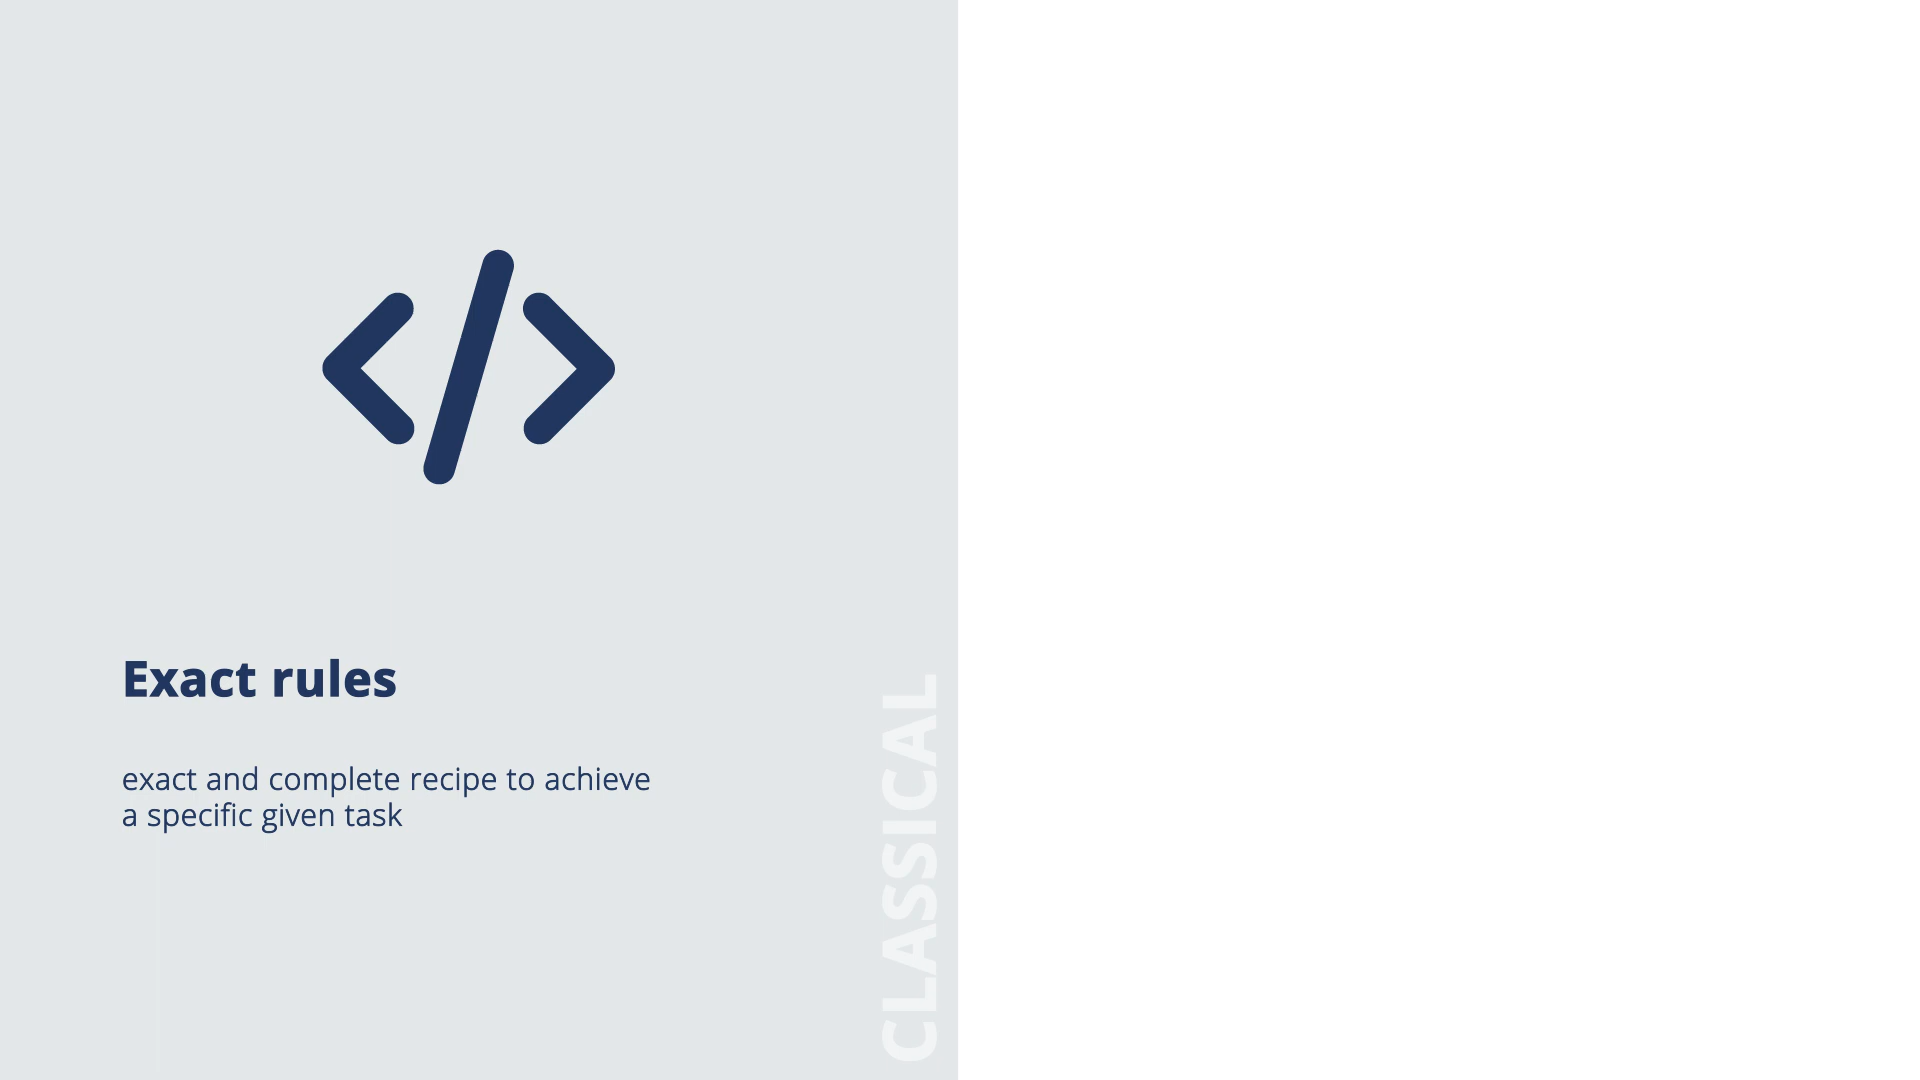 Exact rules
exact and complete recipe to achieve
a specific given task
CLASSICAL